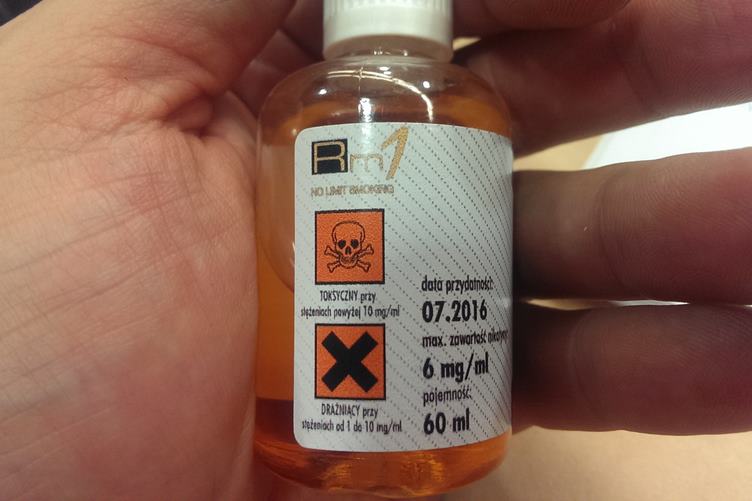 Rm1
NO LIMIT SMOKING
TOKSYCZNY przy
stężeniach powyżej 10 mg/ml
DRAŻNIĄCY przy
stężeniach od 1 do 10 mg/ml
data przydatności:
07.2016
max. zawartość nikotyny:
6 mg/ml
pojemność:
60 ml